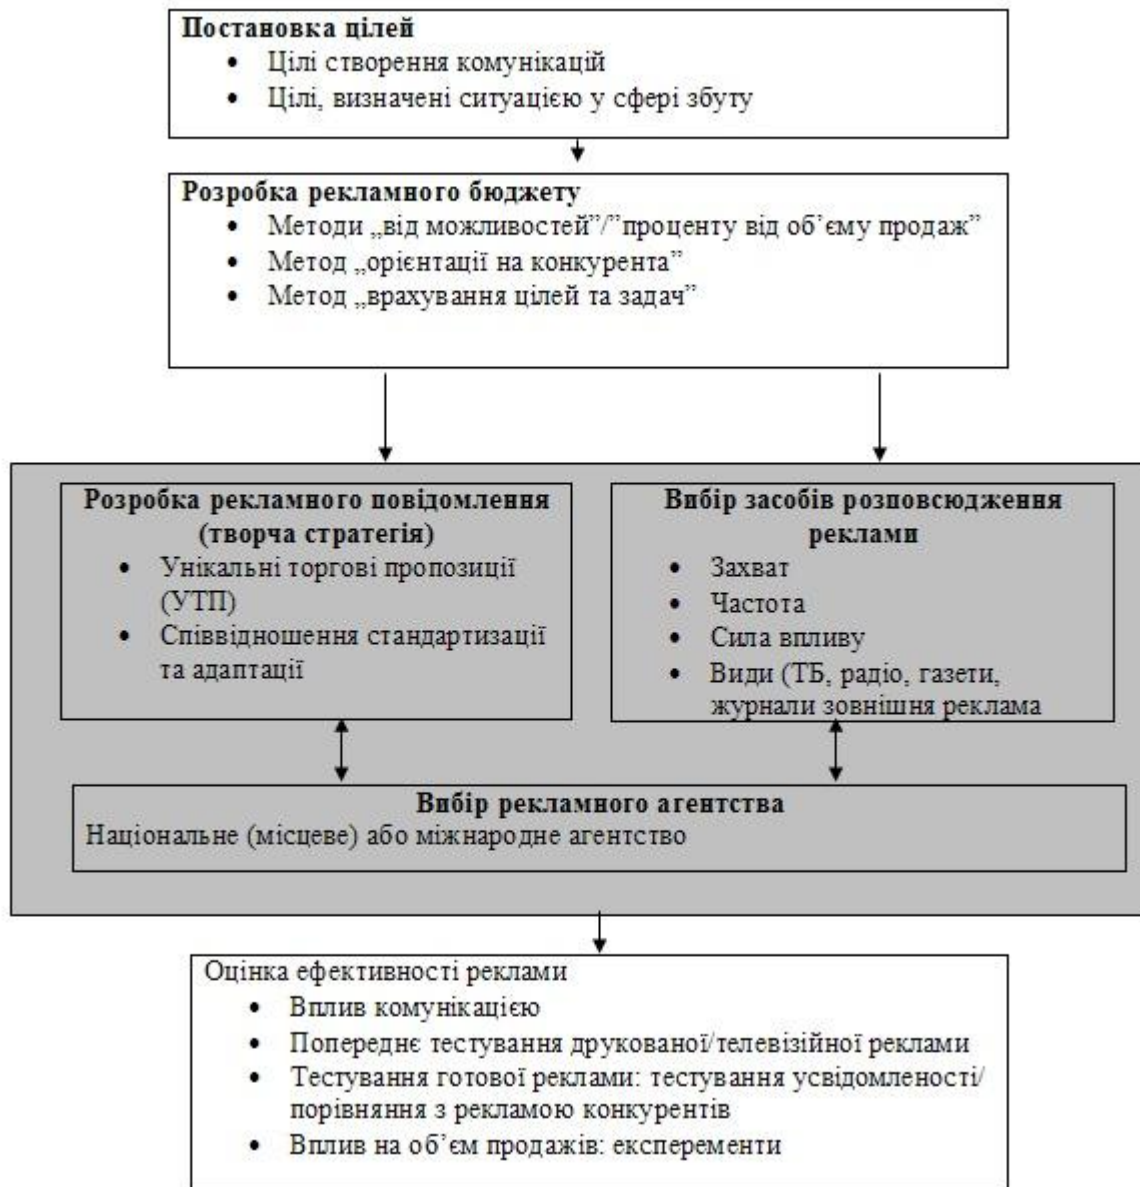 Постановка цілей
• Цілі створення комунікацій
• Цілі, визначені ситуацією у сфері збуту
Розробка рекламного бюджету
• Методи „від можливостей”/”проценту від об’єму продаж”
• Метод „орієнтації на конкурента”
• Метод „врахування цілей та задач”
Розробка рекламного повідомлення
(творча стратегія)
• Унікальні торгові пропозиції
(УТП)
• Співвідношення стандартизації
та адаптації
Вибір засобів розповсюдження
реклами
• Захват
• Частота
• Сила впливу
• Види (ТБ, радіо, газети,
журнали зовнішня реклама
Вибір рекламного агентства
Національне (місцеве) або міжнародне агентство
Оцінка ефективності реклами
• Вплив комунікацією
• Попереднє тестування друкованої/телевізійної реклами
• Тестування готової реклами: тестування усвідомленості/
порівняння з рекламою конкурентів
• Вплив на об’єм продажів: експеременти